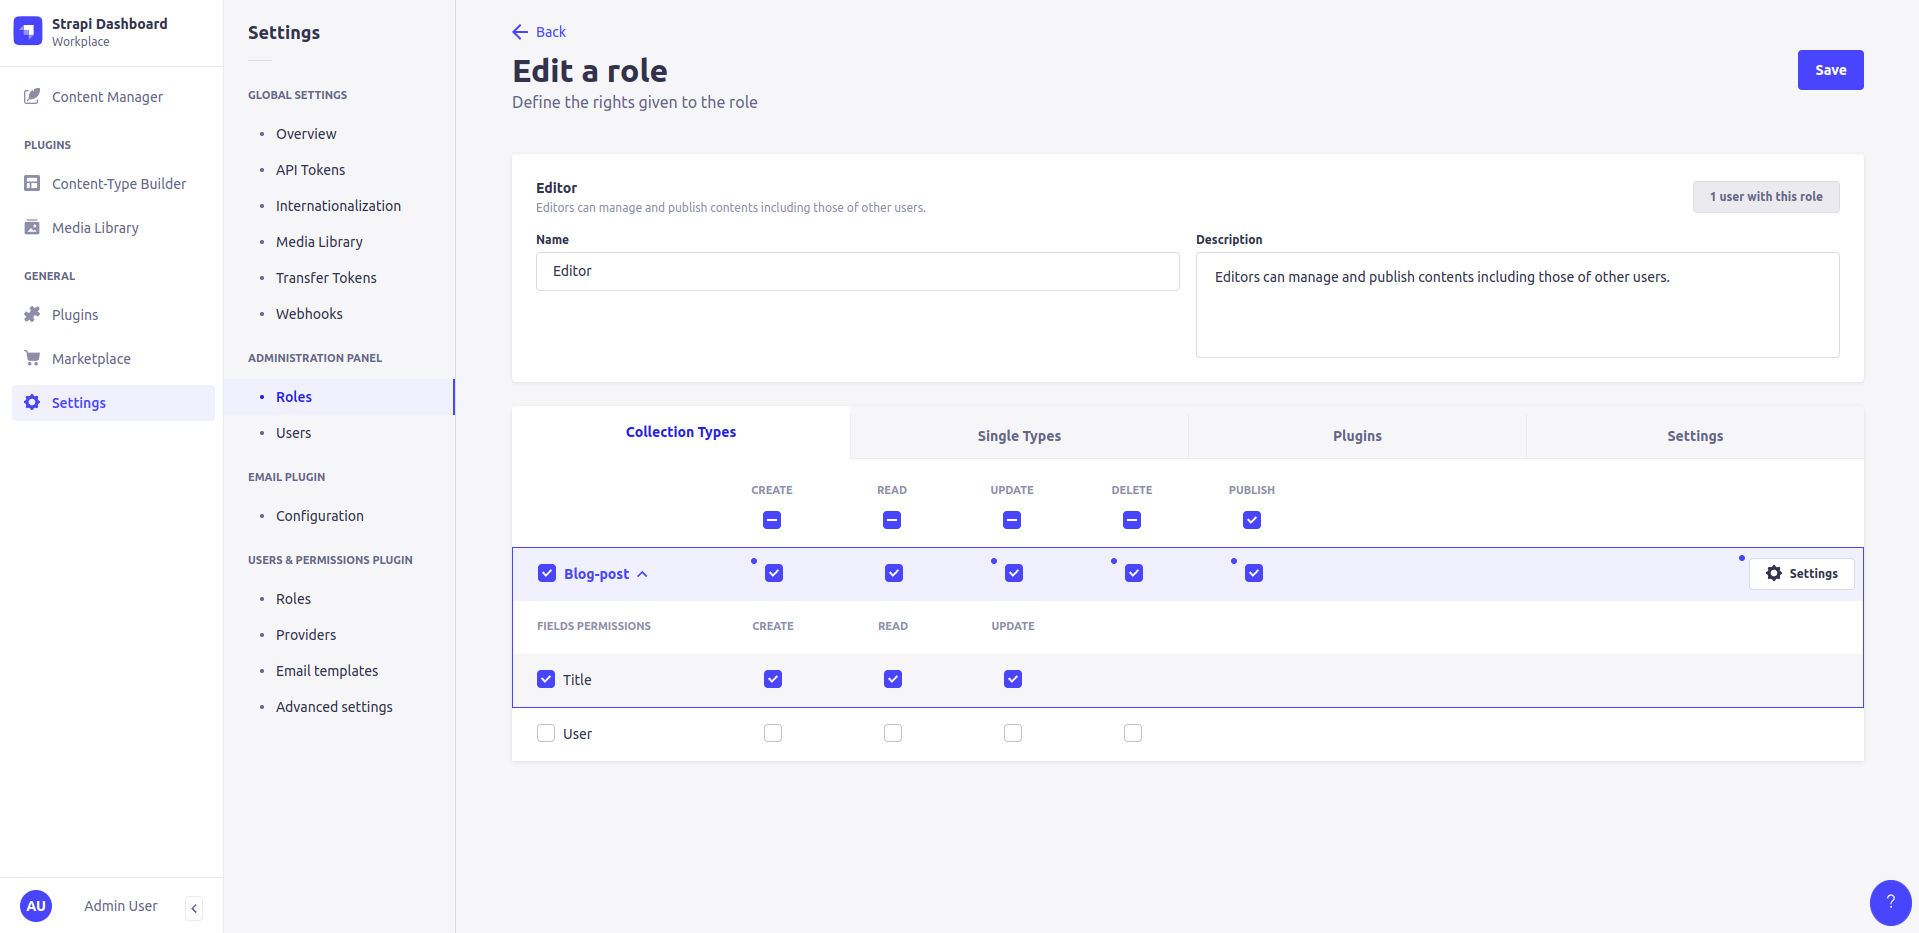 Strapi Dashboard
Workplace
Content Manager
PLUGINS
Content-Type Builder
Media Library
GENERAL
Plugins
Marketplace
Settings
AU
Admin User
Settings
GLOBAL SETTINGS
Overview
API Tokens
Internationalization
Media Library
Transfer Tokens
Webhooks
ADMINISTRATION PANEL
Roles
Users
EMAIL PLUGIN
Configuration
USERS & PERMISSIONS PLUGIN
Roles
Providers
Email templates
Advanced settings
Back
Edit a role
Define the rights given to the role
Save
Editor
Editors can manage and publish contents including those of other users.
1 user with this role
Name
Editor
Description
Editors can manage and publish contents including those of other users.
Collection Types
Single Types
Plugins
Settings
CREATE READ UPDATE DELETE PUBLISH
Blog-post
Settings
FIELDS PERMISSIONS CREATE READ UPDATE
Title
User
?